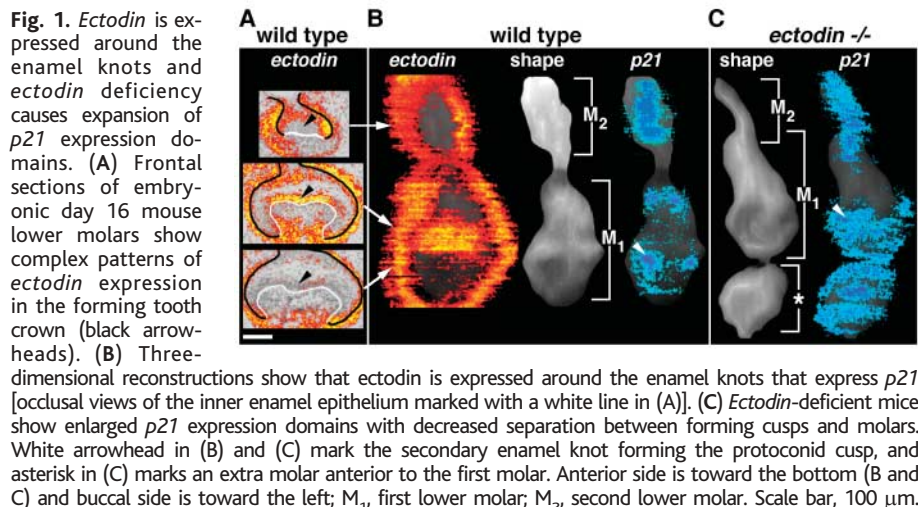 Fig. 1. Ectodin is ex-
pressed around the
enamel knots and
ectodin deficiency
causes expansion of
p21 expression do-
mains. (A) Frontal
sections of embry-
onic day 16 mouse
lower molars show
complex patterns of
ectodin expression
in the forming tooth
crown (black arrow-
heads). (B) Three-
dimensional reconstructions show that ectodin is expressed around the enamel knots that express p21
[occlusal views of the inner enamel epithelium marked with a white line in (A)]. (C) Ectodin-deficient mice
show enlarged p21 expression domains with decreased separation between forming cusps and molars.
White arrowhead in (B) and (C) mark the secondary enamel knot forming the protoconid cusp, and
asterisk in (C) marks an extra molar anterior to the first molar. Anterior side is toward the bottom (B and
C) and buccal side is toward the left; M₁, first lower molar; M₂, second lower molar. Scale bar, 100 μm.
A
wild type
ectodin
B
wild type
ectodin
shape
p21
M₂
M₁
C
ectodin -/-
shape
p21
M₂
M₁
*